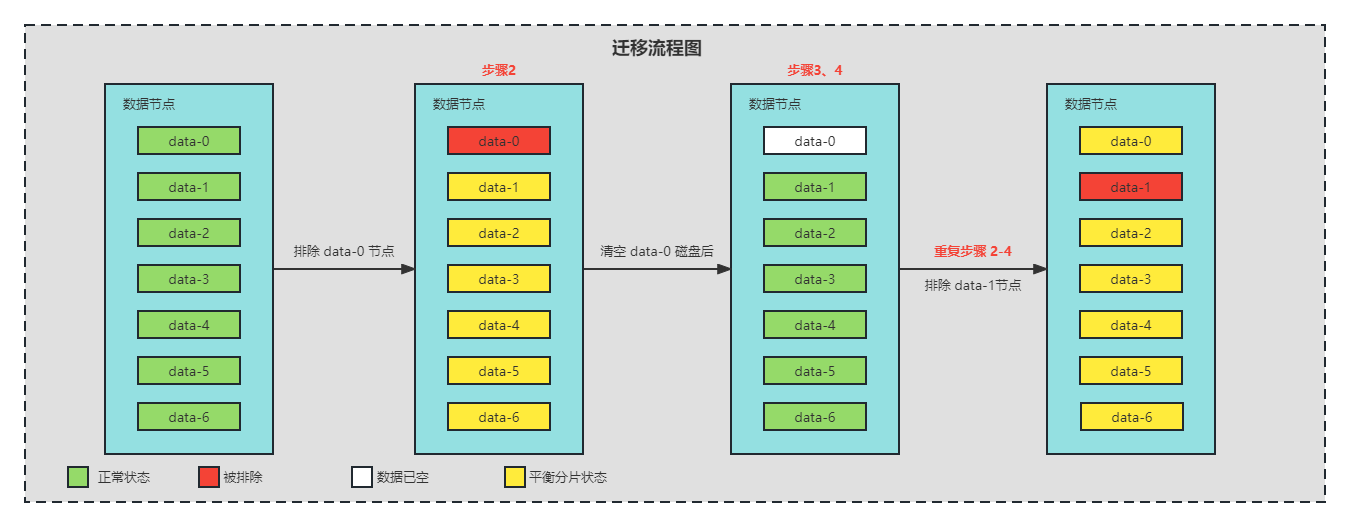 迁移流程图
步骤2
步骤3、4
数据节点
data-0
data-1
data-2
data-3
data-4
data-5
data-6
排除 data-0 节点
数据节点
data-0
data-1
data-2
data-3
data-4
data-5
data-6
清空 data-0 磁盘后
数据节点
data-0
data-1
data-2
data-3
data-4
data-5
data-6
重复步骤 2-4
排除 data-1节点
数据节点
data-0
data-1
data-2
data-3
data-4
data-5
data-6
正常状态
被排除
数据已空
平衡分片状态